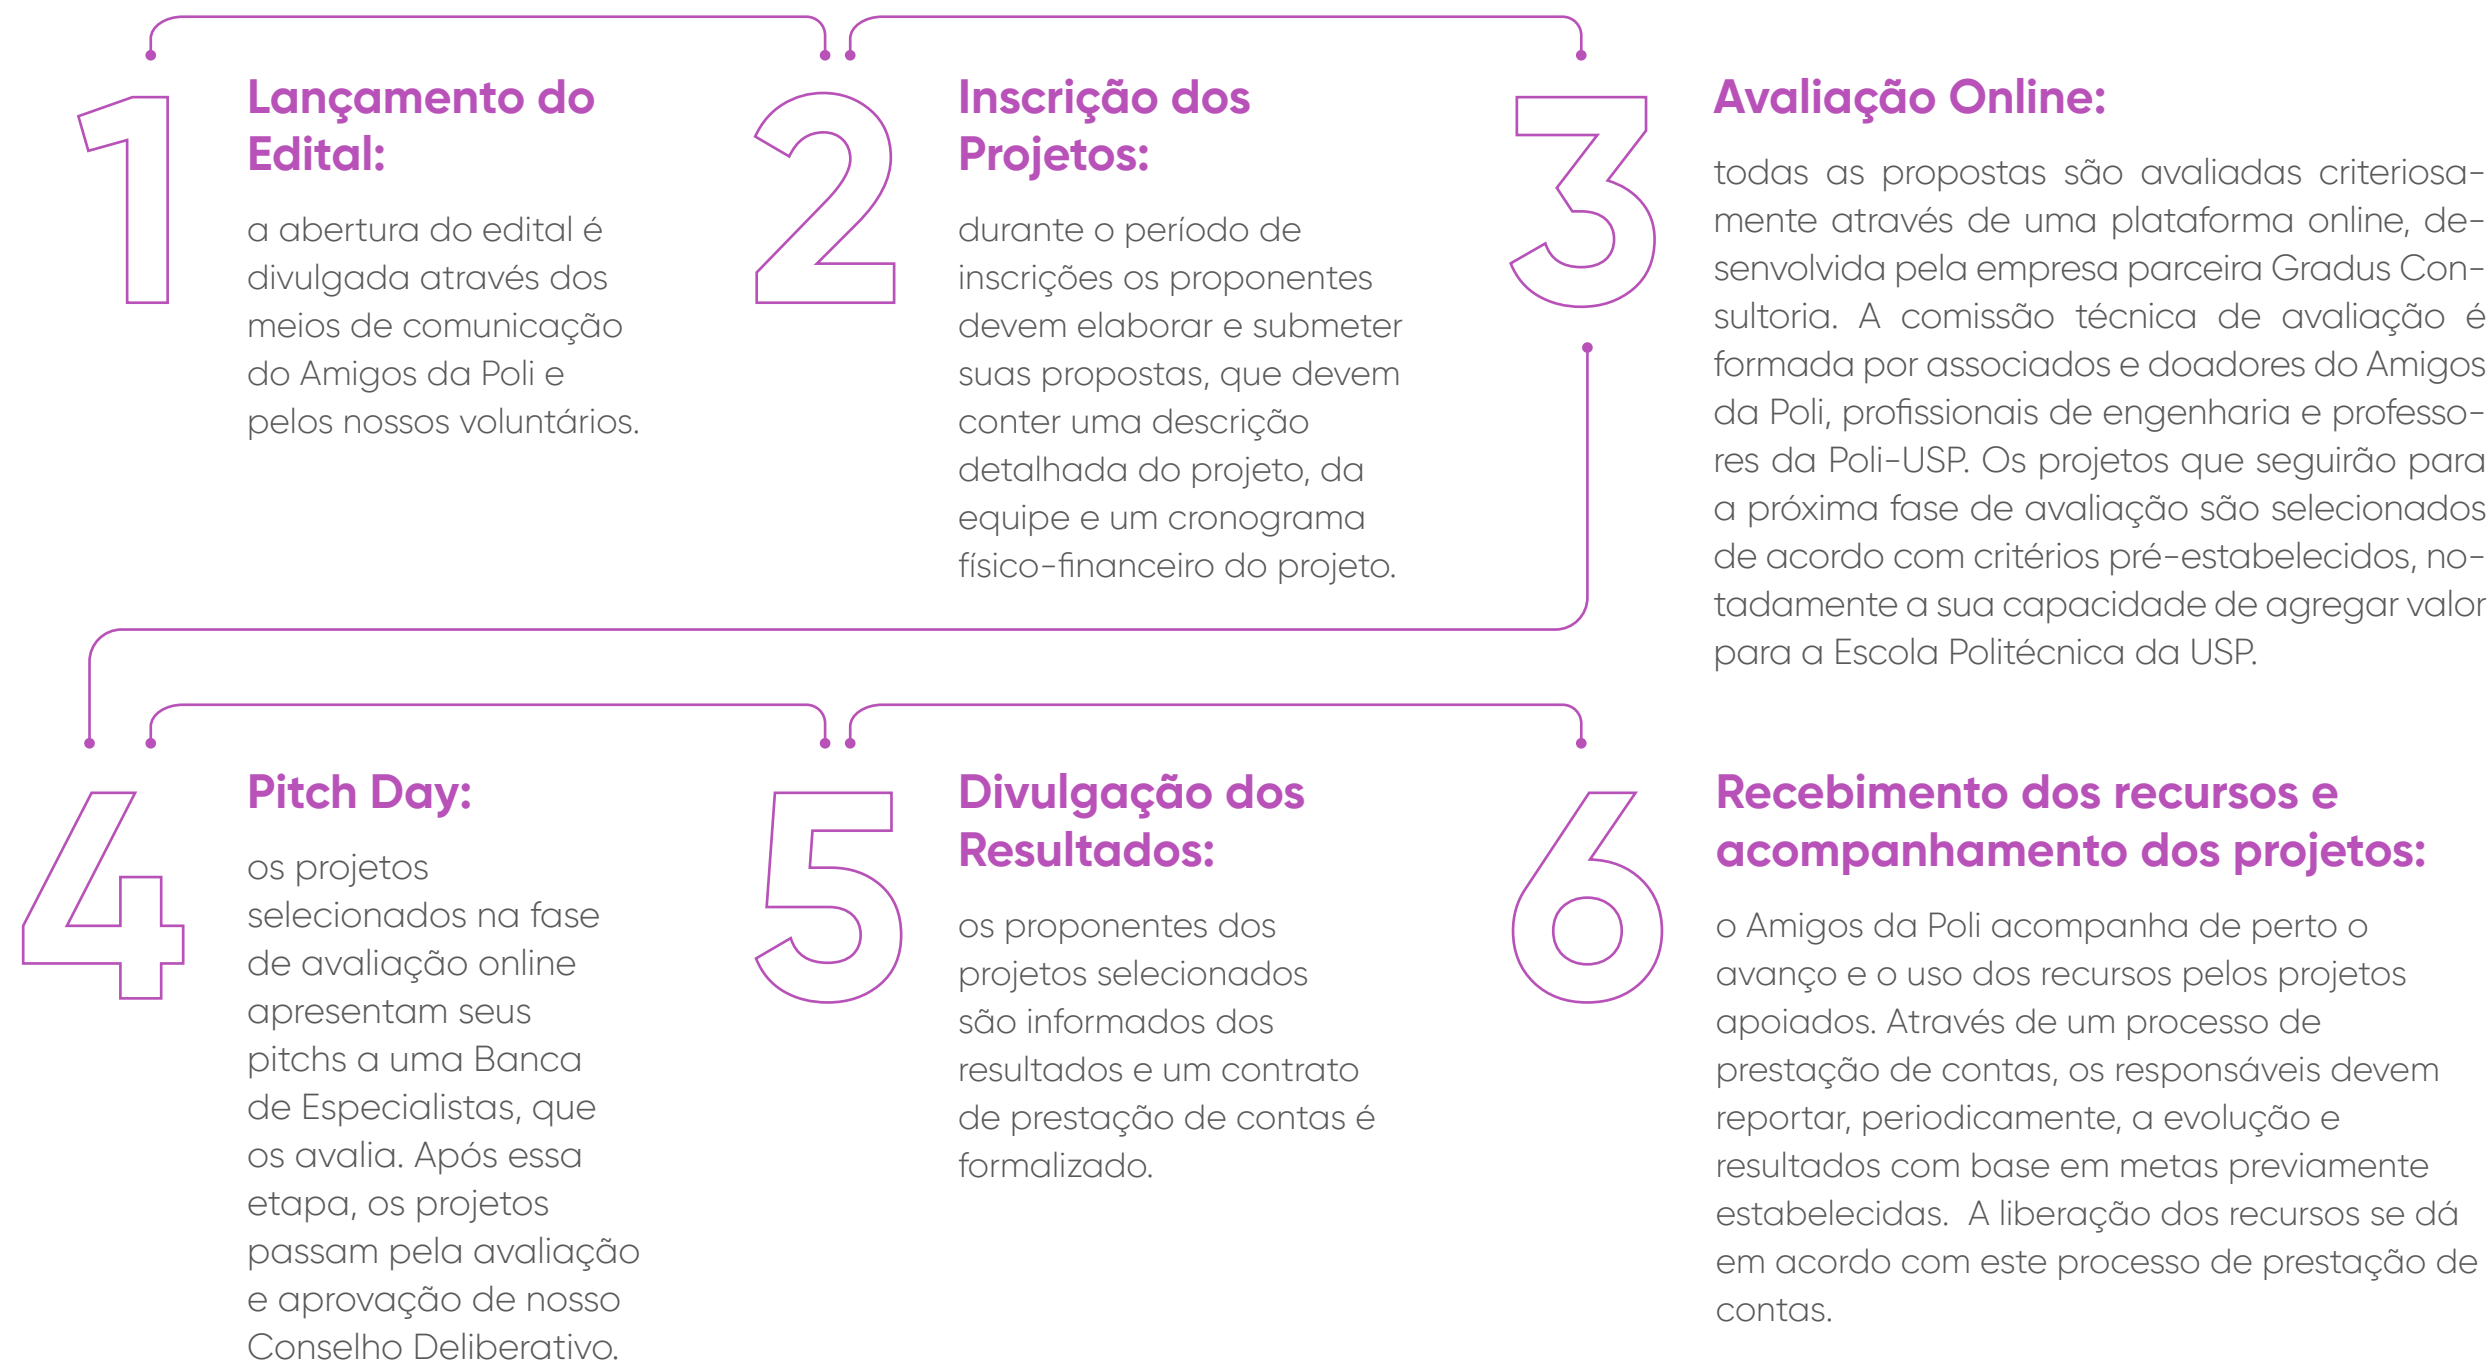 1
Lançamento do
Edital:
a abertura do edital é
divulgada através dos
meios de comunicação
do Amigos da Poli e
pelos nossos voluntários.
2
Inscrição dos
Projetos:
durante o período de
inscrições os proponentes
devem elaborar e submeter
suas propostas, que devem
conter uma descrição
detalhada do projeto, da
equipe e um cronograma
físico-financeiro do projeto.
3
Avaliação Online:
todas as propostas são avaliadas criteriosa-
mente através de uma plataforma online, de-
senvolvida pela empresa parceira Gradus Con-
sultoria. A comissão técnica de avaliação é
formada por associados e doadores do Amigos
da Poli, profissionais de engenharia e professo-
res da Poli-USP. Os projetos que seguirão para
a próxima fase de avaliação são selecionados
de acordo com critérios pré-estabelecidos, no-
tadamente a sua capacidade de agregar valor
para a Escola Politécnica da USP.
4
Pitch Day:
os projetos
selecionados na fase
de avaliação online
apresentam seus
pitchs a uma Banca
de Especialistas, que
os avalia. Após essa
etapa, os projetos
passam pela avaliação
e aprovação de nosso
Conselho Deliberativo.
5
Divulgação dos
Resultados:
os proponentes dos
projetos selecionados
são informados dos
resultados e um contrato
de prestação de contas é
formalizado.
6
Recebimento dos recursos e
acompanhamento dos projetos:
o Amigos da Poli acompanha de perto o
avanço e o uso dos recursos pelos projetos
apoiados. Através de um processo de
prestação de contas, os responsáveis devem
reportar, periodicamente, a evolução e
resultados com base em metas previamente
estabelecidas.  A liberação dos recursos se dá
em acordo com este processo de prestação de
contas.